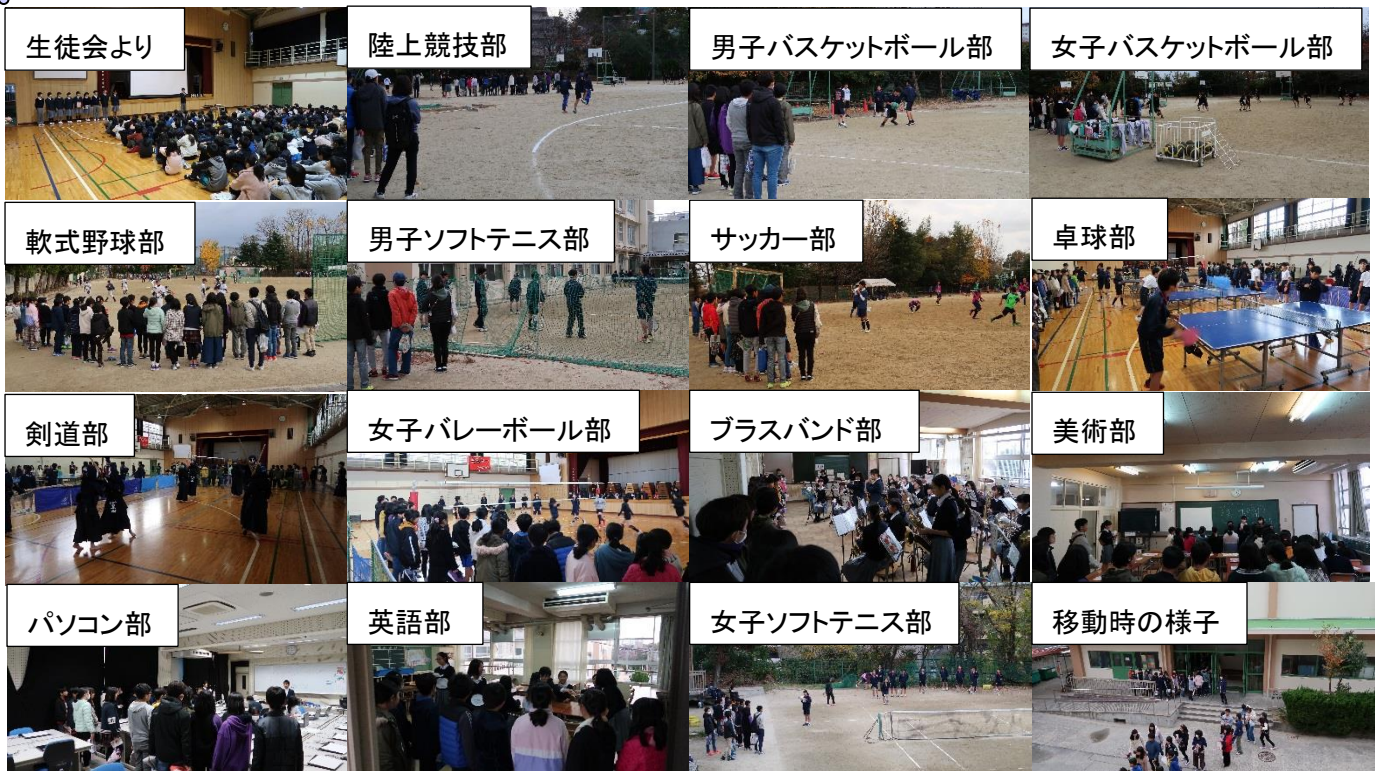 生徒会より
陸上競技部
男子バスケットボール部
女子バスケットボール部
軟式野球部
男子ソフトテニス部
サッカー部
卓球部
剣道部
女子バレーボール部
ブラスバンド部
美術部
パソコン部
英語部
女子ソフトテニス部
移動時の様子